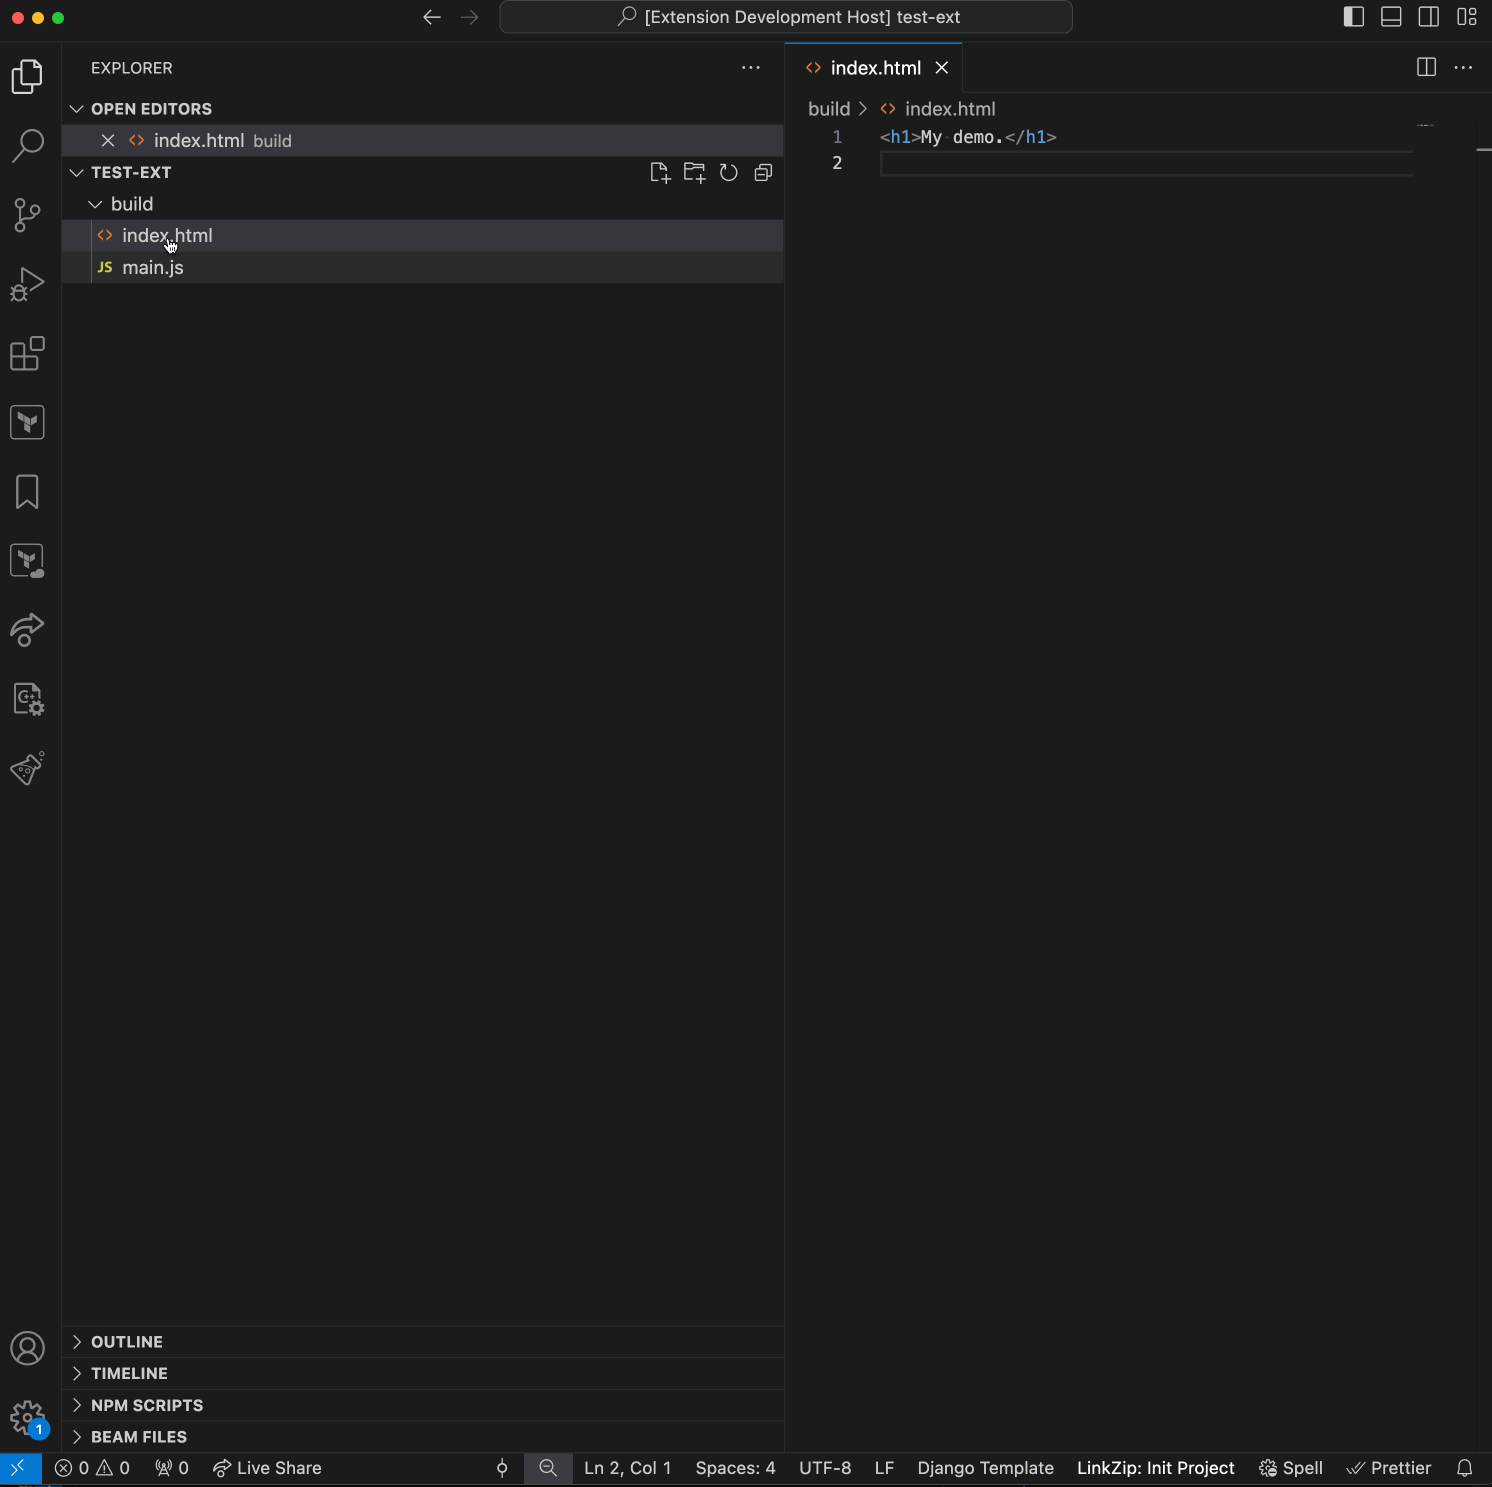 [Extension Development Host] test-ext
EXPLORER
OPEN EDITORS
index.html build
TEST-EXT
build
index.html
JS main.js
OUTLINE
TIMELINE
NPM SCRIPTS
BEAM FILES
index.html
build > index.html
1 <h1>My demo.</h1>
2
C++
1
0 0 0 Live Share Ln 2, Col 1 Spaces: 4 UTF-8 LF Django Template LinkZip: Init Project Spell Prettier